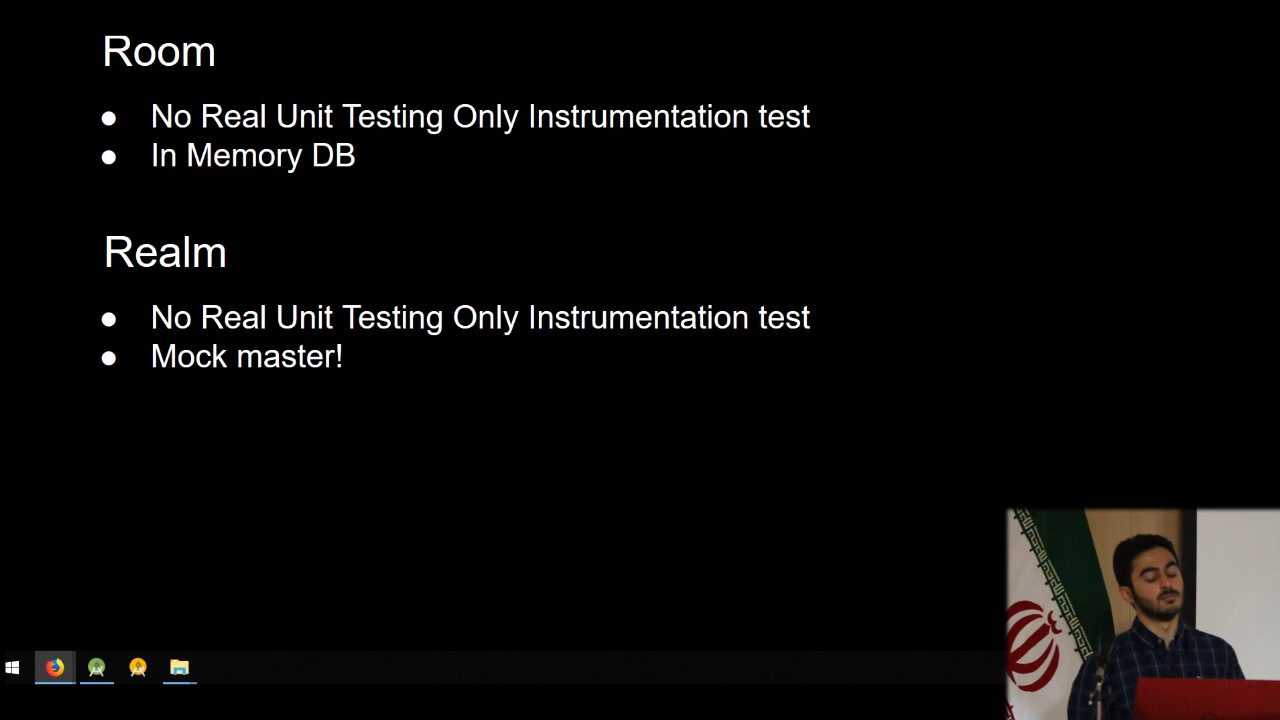 Room
● No Real Unit Testing Only Instrumentation test
● In Memory DB
Realm
● No Real Unit Testing Only Instrumentation test
● Mock master!